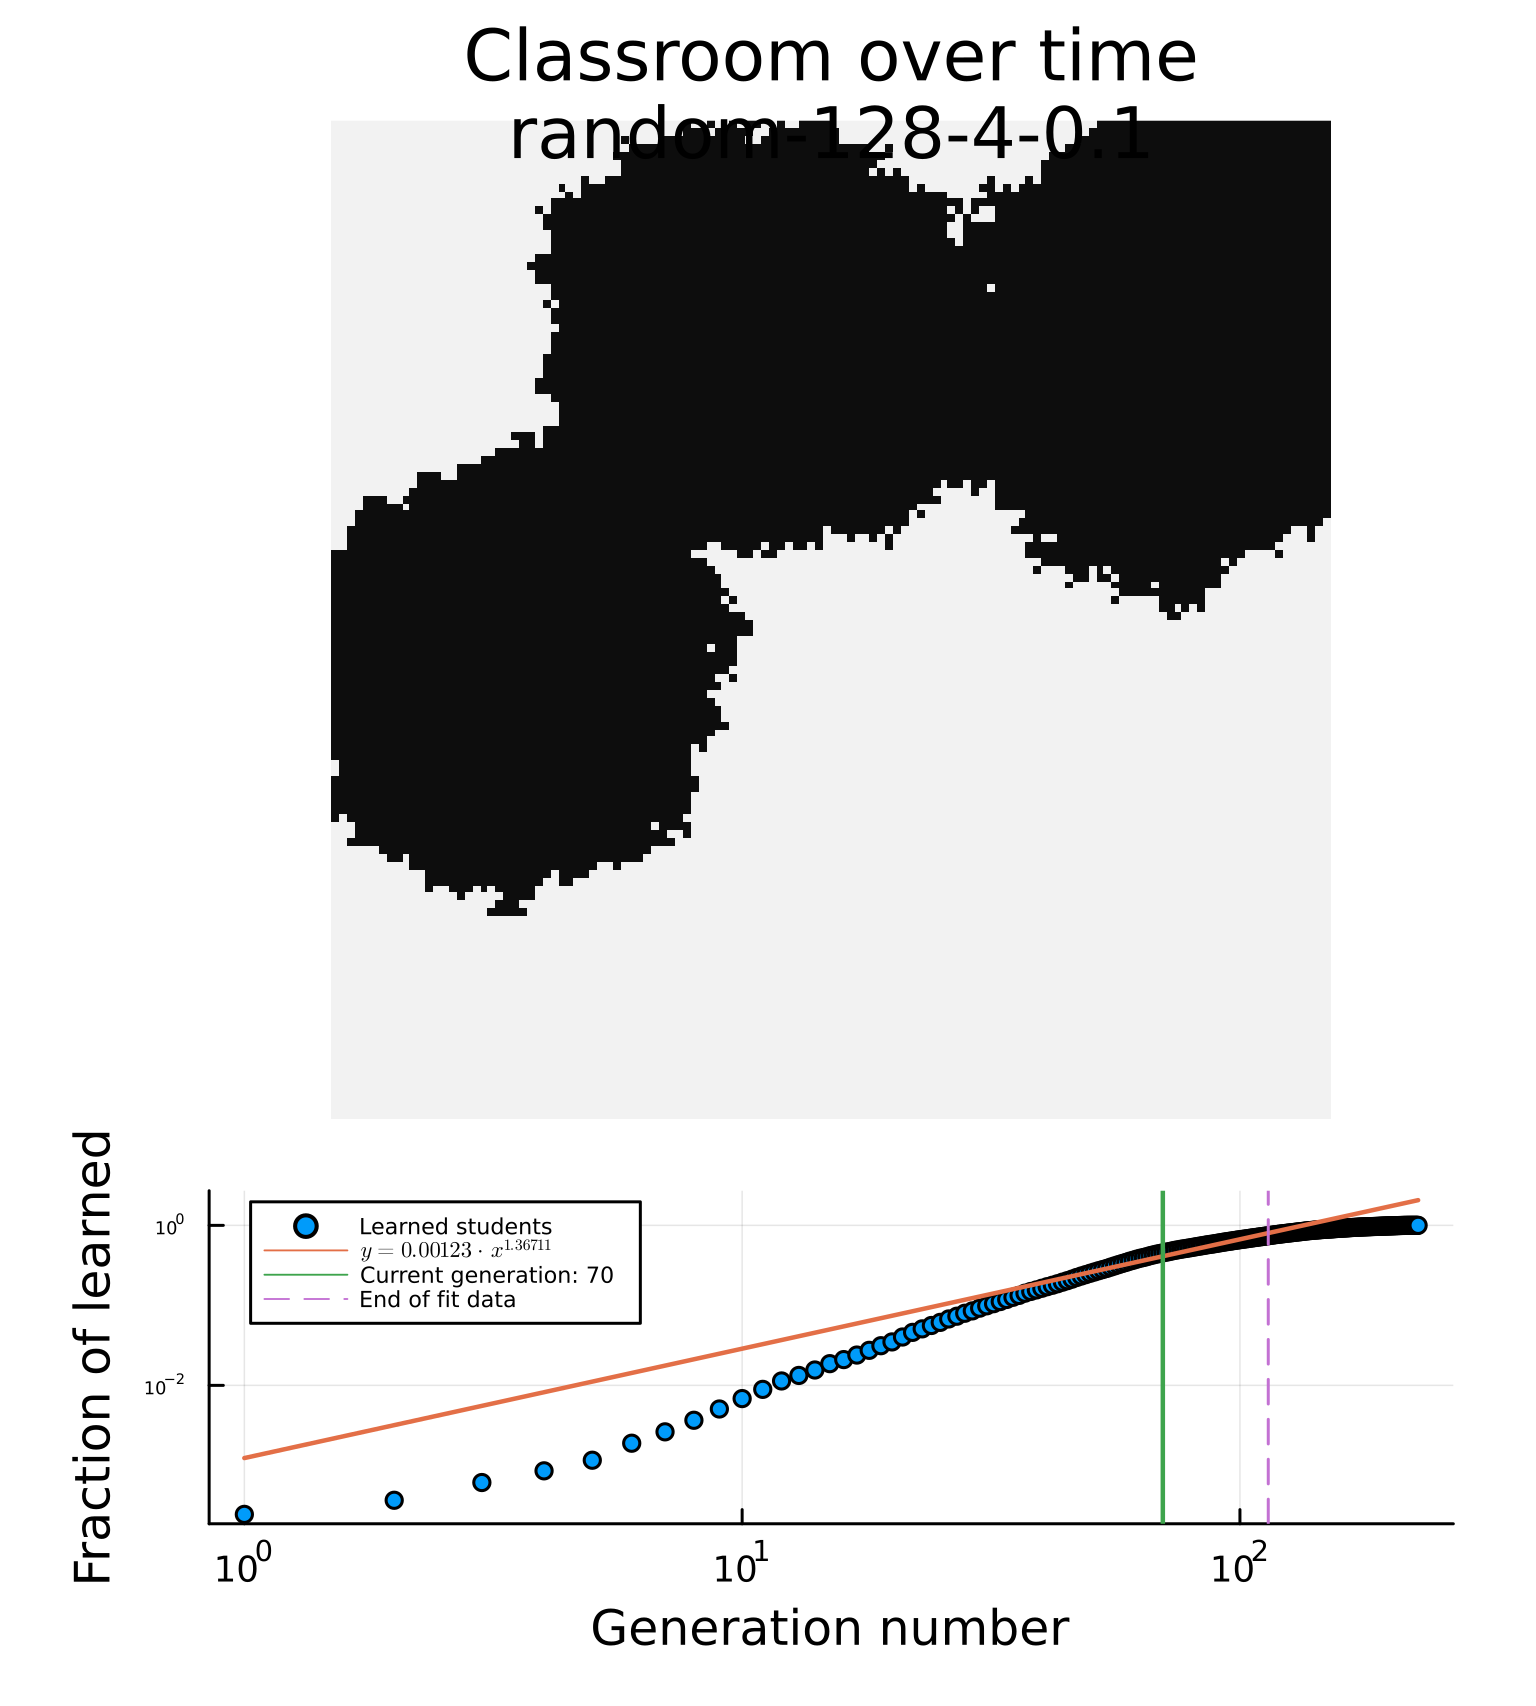 Classroom over time
random-128-4-0.1
Fraction of learned
10⁰
10⁻²
Learned students
y = 0.00123 · x^1.36711
Current generation: 70
End of fit data
10⁰
10¹
10²
Generation number